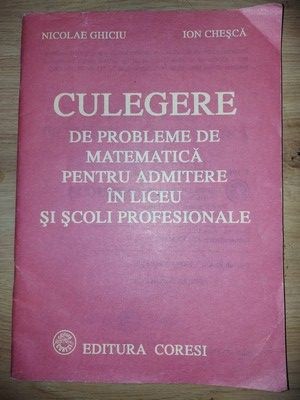 NICOLAE GHICIU ION CHEȘCĂ
CULEGERE
DE PROBLEME DE
MATEMATICĂ
PENTRU ADMITERE
ÎN LICEU
ȘI ȘCOLI PROFESIONALE
EDITURA CORESI